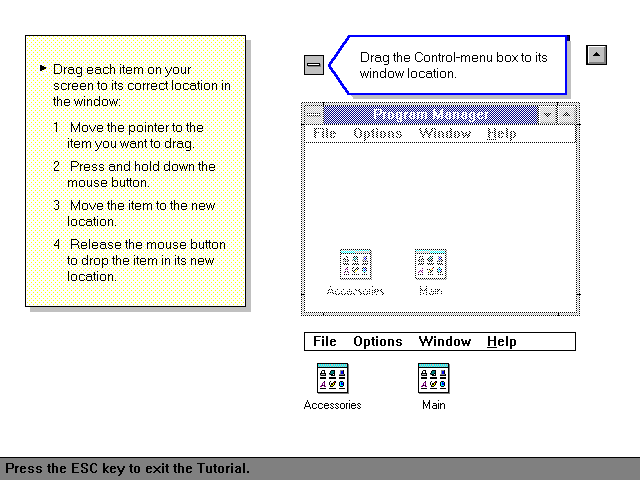 Drag each item on your
screen to its correct location in
the window:
1 Move the pointer to the
item you want to drag.
2 Press and hold down the
mouse button.
3 Move the item to the new
location.
4 Release the mouse button
to drop the item in its new
location.
Drag the Control-menu box to its
window location.
Program Manager
File Options Window Help
Accessories Main
File Options Window Help
Accessories Main
Press the ESC key to exit the Tutorial.